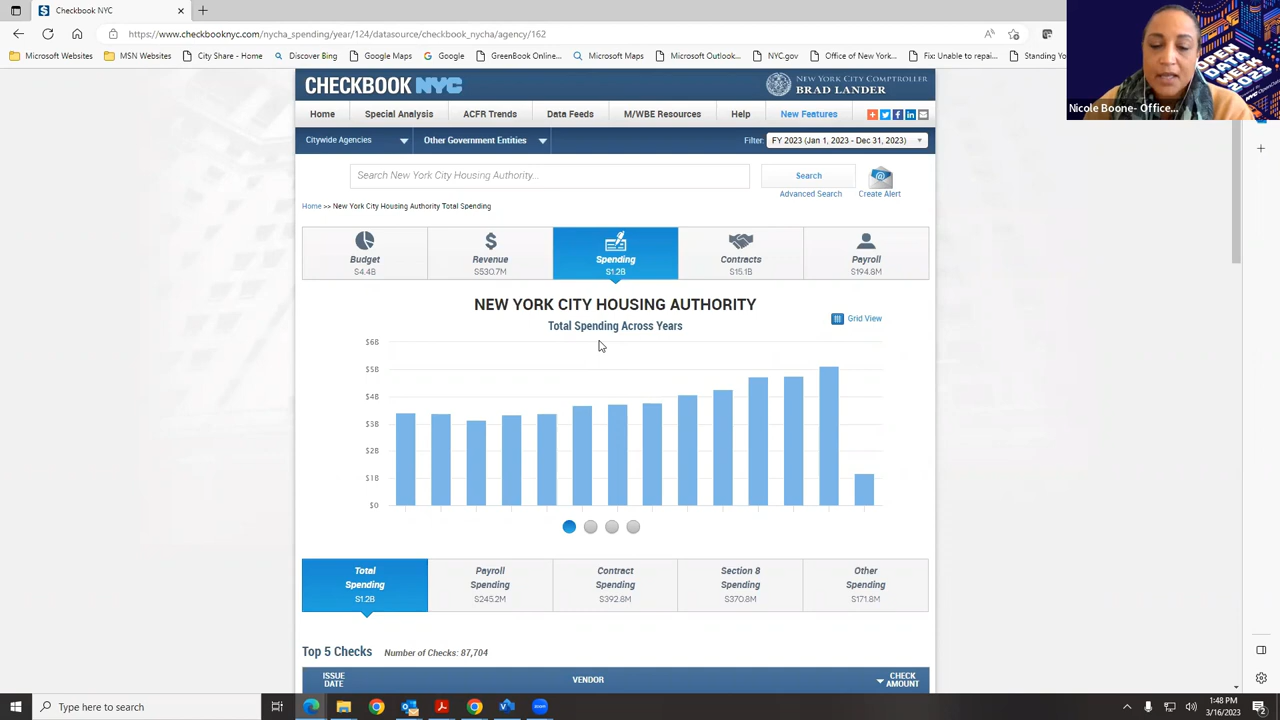 Checkbook NYC
https://www.checkbooknyc.com/nycha_spending/year/124/datasource/checkbook_nycha/agency/162
Microsoft Websites
MSN Websites
City Share - Home
Discover Bing
Google Maps
Google
GreenBook Online...
Microsoft Maps
Microsoft Outlook...
NYC.gov
Office of New York...
Fix: Unable to repai...
Standing Yo
OPEN
DATA
WEEK
2023
Nicole Boone- Office...
CHECKBOOK NYC
NEW YORK CITY COMPTROLLER
BRAD LANDER
Home
Special Analysis
ACFR Trends
Data Feeds
M/WBE Resources
Help
New Features
Citywide Agencies
Other Government Entities
Filter:
FY 2023 (Jan 1, 2023 - Dec 31, 2023)
Search New York City Housing Authority...
Search
Advanced Search
Create Alert
Home >> New York City Housing Authority Total Spending
Budget
$4.4B
Revenue
$530.7M
Spending
$1.2B
Contracts
$15.1B
Payroll
$194.8M
NEW YORK CITY HOUSING AUTHORITY
Total Spending Across Years
Grid View
$6B
$5B
$4B
$3B
$2B
$1B
$0
Total
Spending
$1.2B
Payroll
Spending
$245.2M
Contract
Spending
$392.8M
Section 8
Spending
$370.8M
Other
Spending
$171.8M
Top 5 Checks
Number of Checks: 87,704
ISSUE
DATE
VENDOR
CHECK
AMOUNT
Type here to search
1:48 PM
3/16/2023